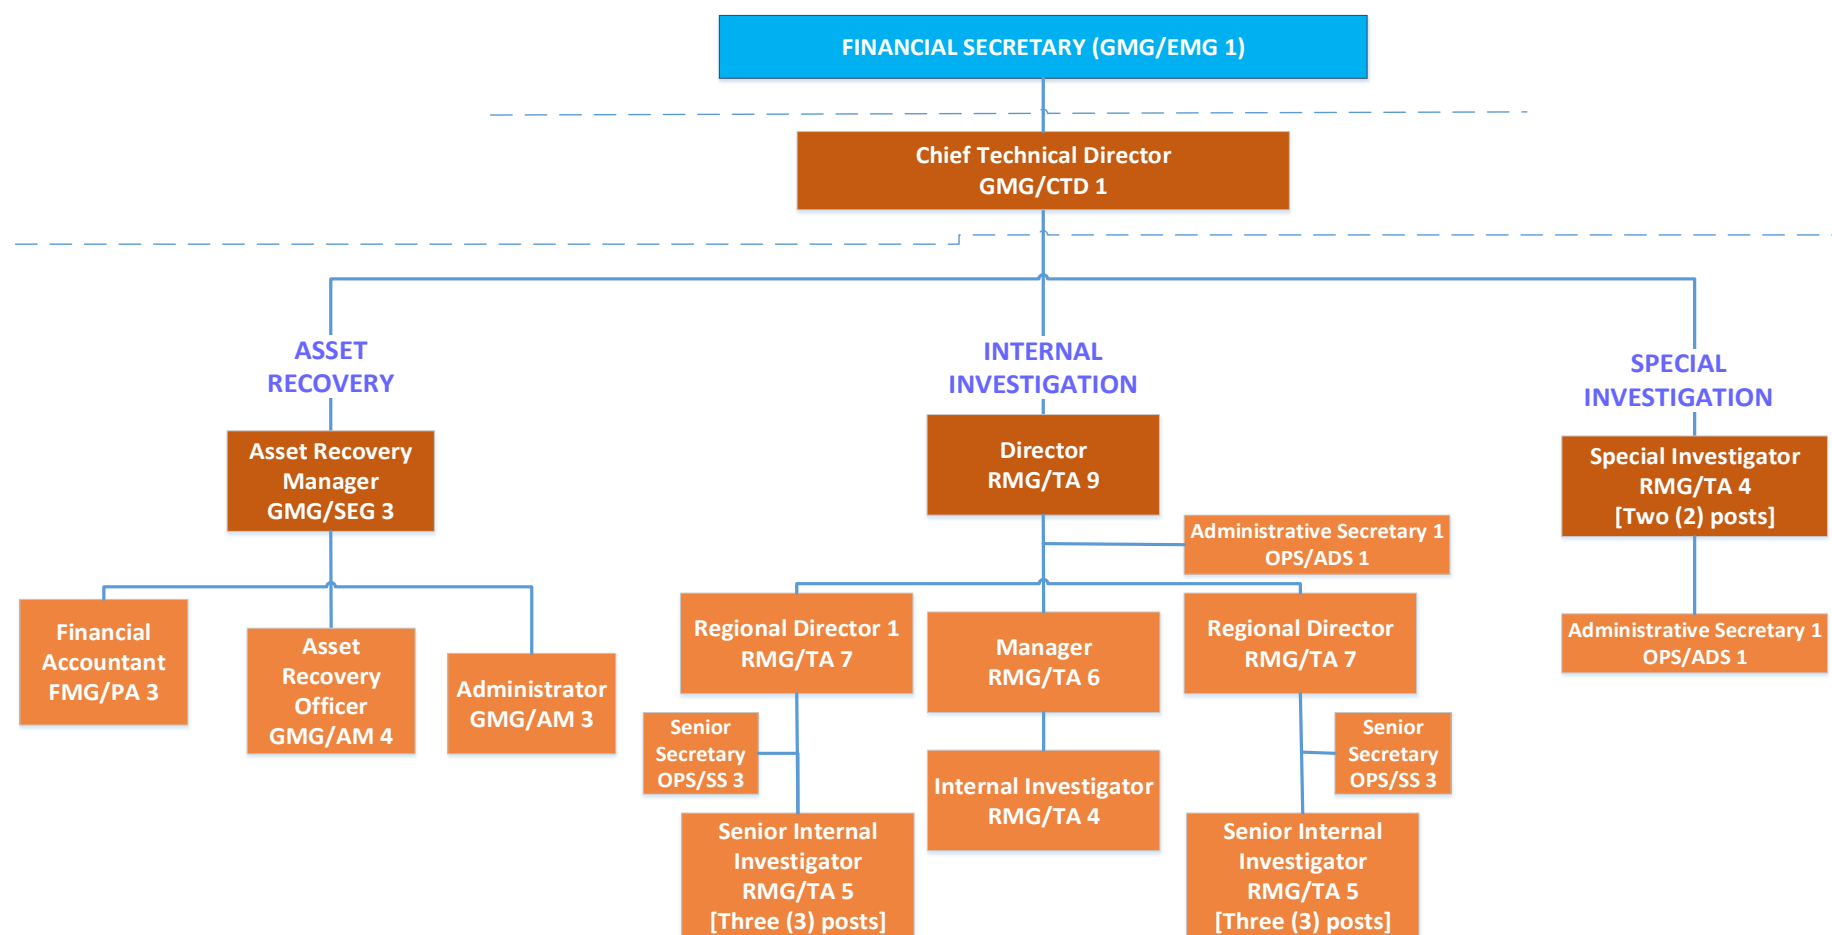 FINANCIAL SECRETARY (GMG/EMG 1)
Chief Technical Director
GMG/CTD 1
ASSET
RECOVERY
INTERNAL
INVESTIGATION
SPECIAL
INVESTIGATION
Asset Recovery
Manager
GMG/SEG 3
Director
RMG/TA 9
Special Investigator
RMG/TA 4
[Two (2) posts]
Administrative Secretary 1
OPS/ADS 1
Financial
Accountant
FMG/PA 3
Asset
Recovery
Officer
GMG/AM 4
Administrator
GMG/AM 3
Regional Director 1
RMG/TA 7
Manager
RMG/TA 6
Regional Director
RMG/TA 7
Administrative Secretary 1
OPS/ADS 1
Senior
Secretary
OPS/SS 3
Internal Investigator
RMG/TA 4
Senior
Secretary
OPS/SS 3
Senior Internal
Investigator
RMG/TA 5
[Three (3) posts]
Senior Internal
Investigator
RMG/TA 5
[Three (3) posts]